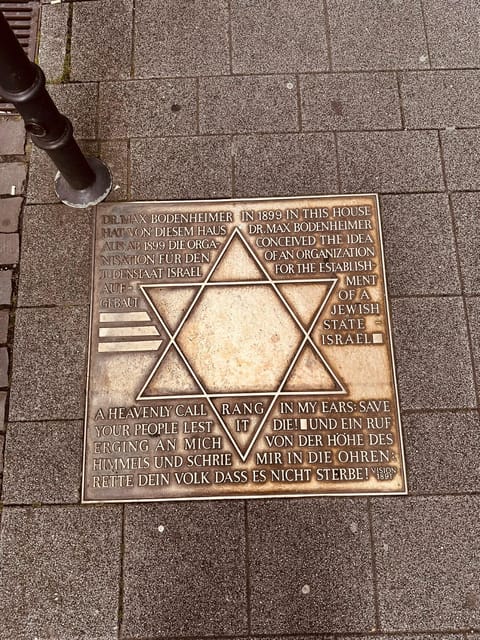 DR. MAX BODENHEIMER
HAT VON DIESEM HAUS
AUS AB 1899 DIE ORGA-
NISATION FÜR DEN
JUDENSTAAT ISRAEL
AUF-
GEBAUT
IN 1899 IN THIS HOUSE
DR. MAX BODENHEIMER
CONCEIVED THE IDEA
OF AN ORGANIZATION
FOR THE ESTABLISH-
MENT
OF A
JEWISH
STATE -
ISRAEL
A HEAVENLY CALL RANG IN MY EARS: SAVE
YOUR PEOPLE LEST IT DIE! UND EIN RUF
ERGING AN MICH VON DER HÖHE DES
HIMMELS UND SCHRIE MIR IN DIE OHREN:
RETTE DEIN VOLK DASS ES NICHT STERBE! VISION
1891